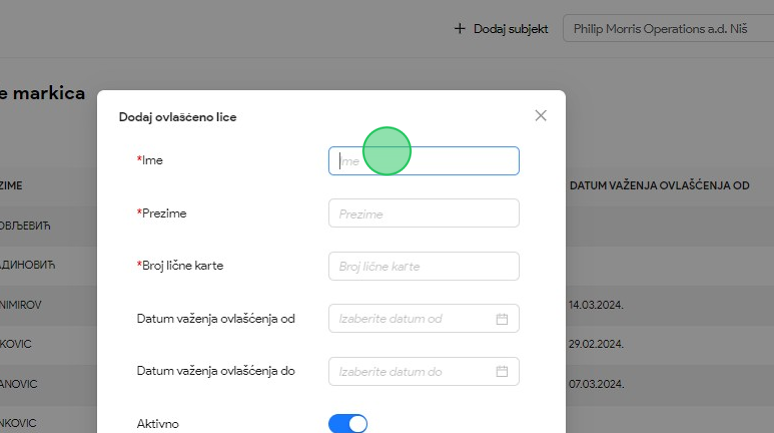 + Dodaj subjekt
Philip Morris Operations a.d. Niš
e markica
Dodaj ovlašćeno lice
*Ime
Ime
ZIME
DATUM VAŽENJA OVLAŠĆENJA OD
*Prezime
Prezime
ОВЉЕВИЋ
*Broj lične karte
Broj lične karte
АДИНОВИЋ
NIMIROV
14.03.2024.
Datum važenja ovlašćenja od
Izaberite datum od
KOVIC
29.02.2024.
Datum važenja ovlašćenja do
Izaberite datum do
ANOVIC
07.03.2024.
Aktivno
NKOVIC